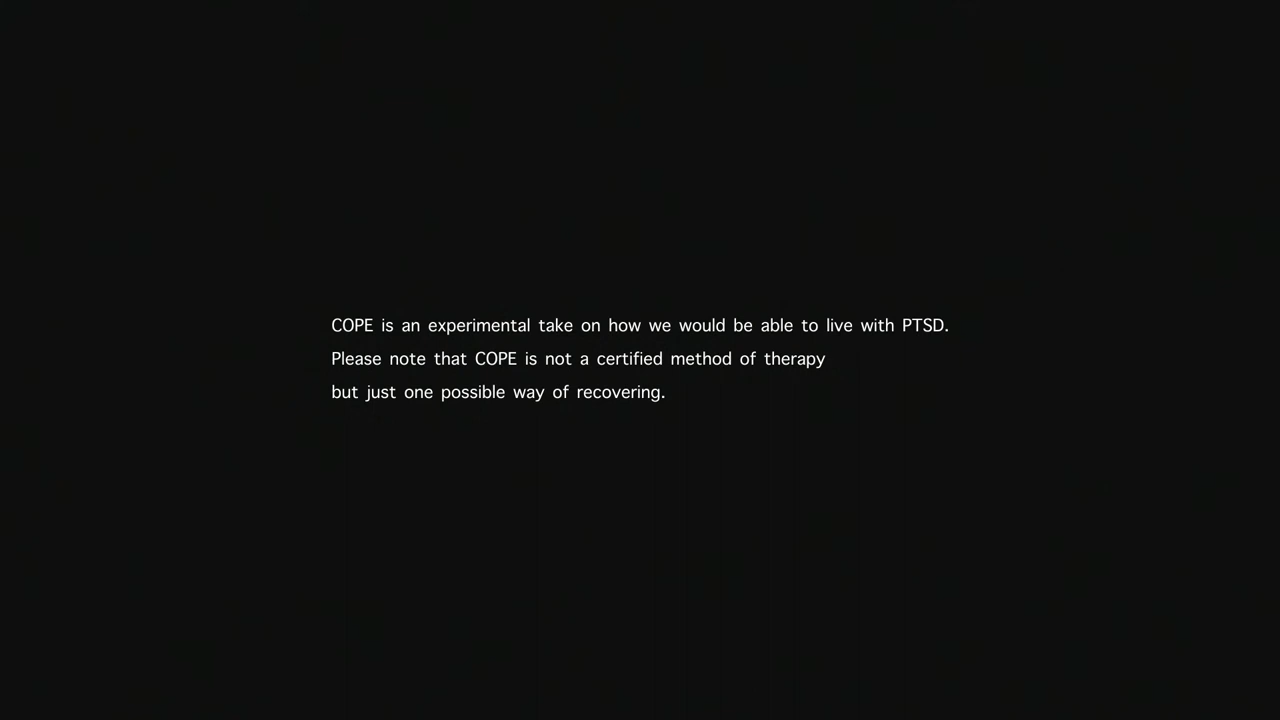 COPE is an experimental take on how we would be able to live with PTSD.
Please note that COPE is not a certified method of therapy
but just one possible way of recovering.